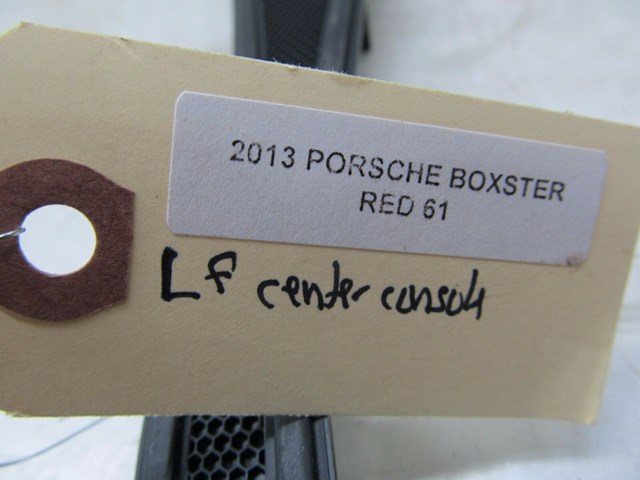 2013 PORSCHE BOXSTER
RED 61
LF center console